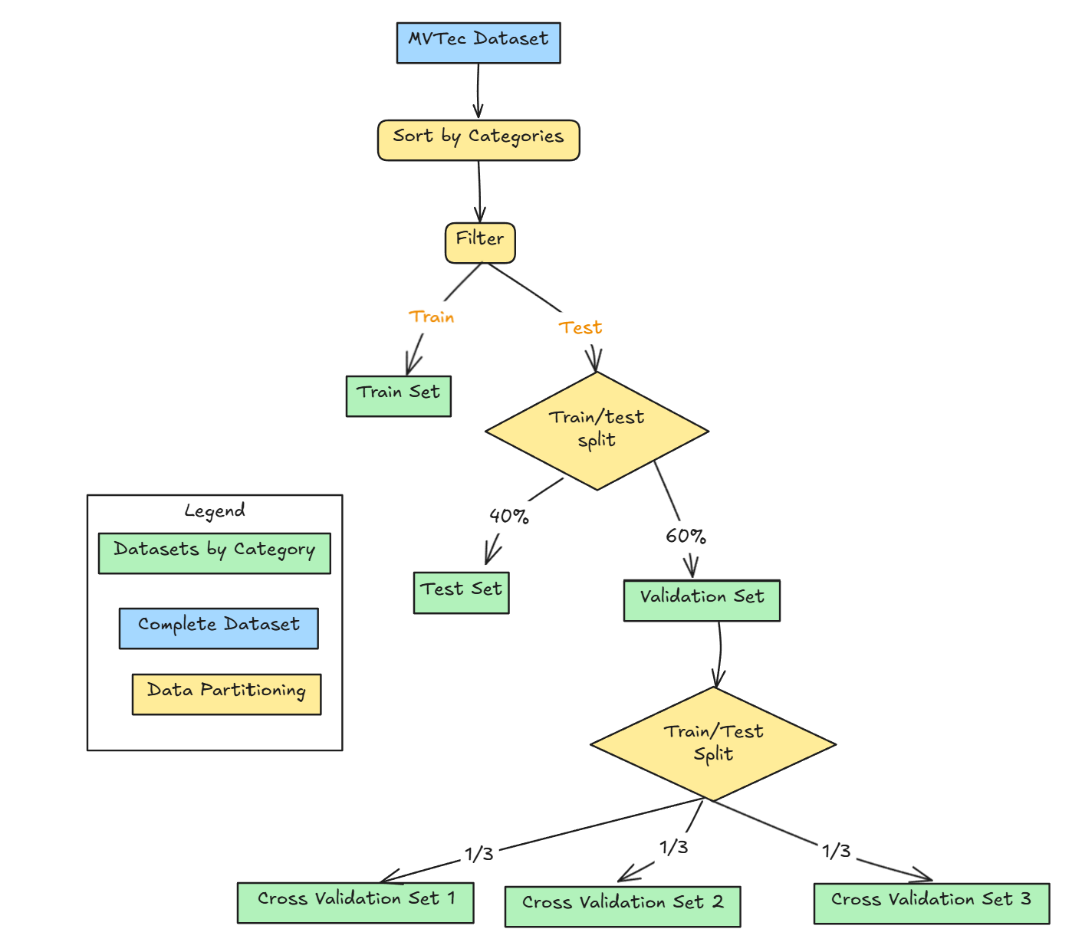 MVTec Dataset
Sort by Categories
Filter
Train
Test
Train Set
Train/test
split
40%
60%
Test Set
Validation Set
Legend
Datasets by Category
Complete Dataset
Data Partitioning
Train/Test
Split
1/3
1/3
1/3
Cross Validation Set 1
Cross Validation Set 2
Cross Validation Set 3